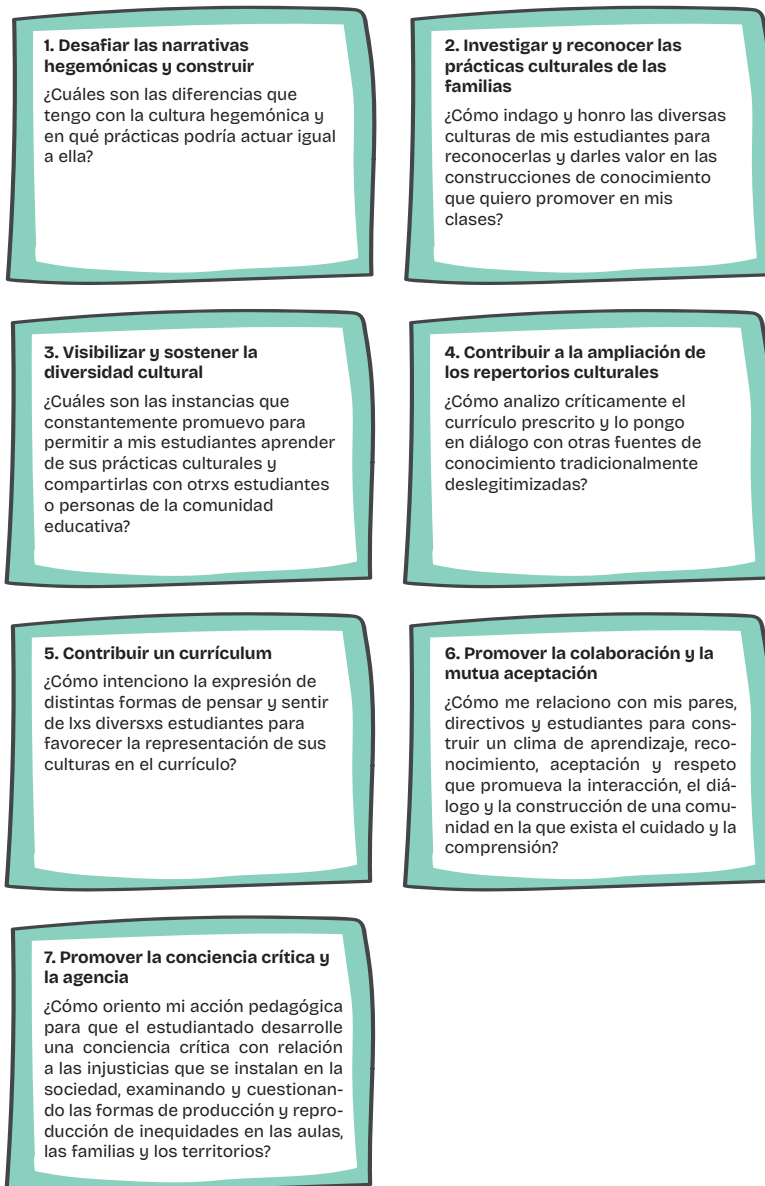 1. Desafiar las narrativas
hegemónicas y construir
¿Cuáles son las diferencias que
tengo con la cultura hegemónica y
en qué prácticas podría actuar igual
a ella?
2. Investigar y reconocer las
prácticas culturales de las
familias
¿Cómo indago y honro las diversas
culturas de mis estudiantes para
reconocerlas y darles valor en las
construcciones de conocimiento
que quiero promover en mis
clases?
3. Visibilizar y sostener la
diversidad cultural
¿Cuáles son las instancias que
constantemente promuevo para
permitir a mis estudiantes aprender
de sus prácticas culturales y
compartirlas con otrxs estudiantes
o personas de la comunidad
educativa?
4. Contribuir a la ampliación de
los repertorios culturales
¿Cómo analizo críticamente el
currículo prescrito y lo pongo
en diálogo con otras fuentes de
conocimiento tradicionalmente
deslegitimizadas?
5. Contribuir un currículum
¿Cómo intenciono la expresión de
distintas formas de pensar y sentir
de lxs diversxs estudiantes para
favorecer la representación de sus
culturas en el currículo?
6. Promover la colaboración y la
mutua aceptación
¿Cómo me relaciono con mis pares,
directivos y estudiantes para cons-
truir un clima de aprendizaje, reco-
nocimiento, aceptación y respeto
que promueva la interacción, el diá-
logo y la construcción de una comu-
nidad en la que exista el cuidado y la
comprensión?
7. Promover la conciencia crítica y
la agencia
¿Cómo oriento mi acción pedagógica
para que el estudiantado desarrolle
una conciencia crítica con relación
a las injusticias que se instalan en la
sociedad, examinando y cuestionan-
do las formas de producción y repro-
ducción de inequidades en las aulas,
las familias y los territorios?